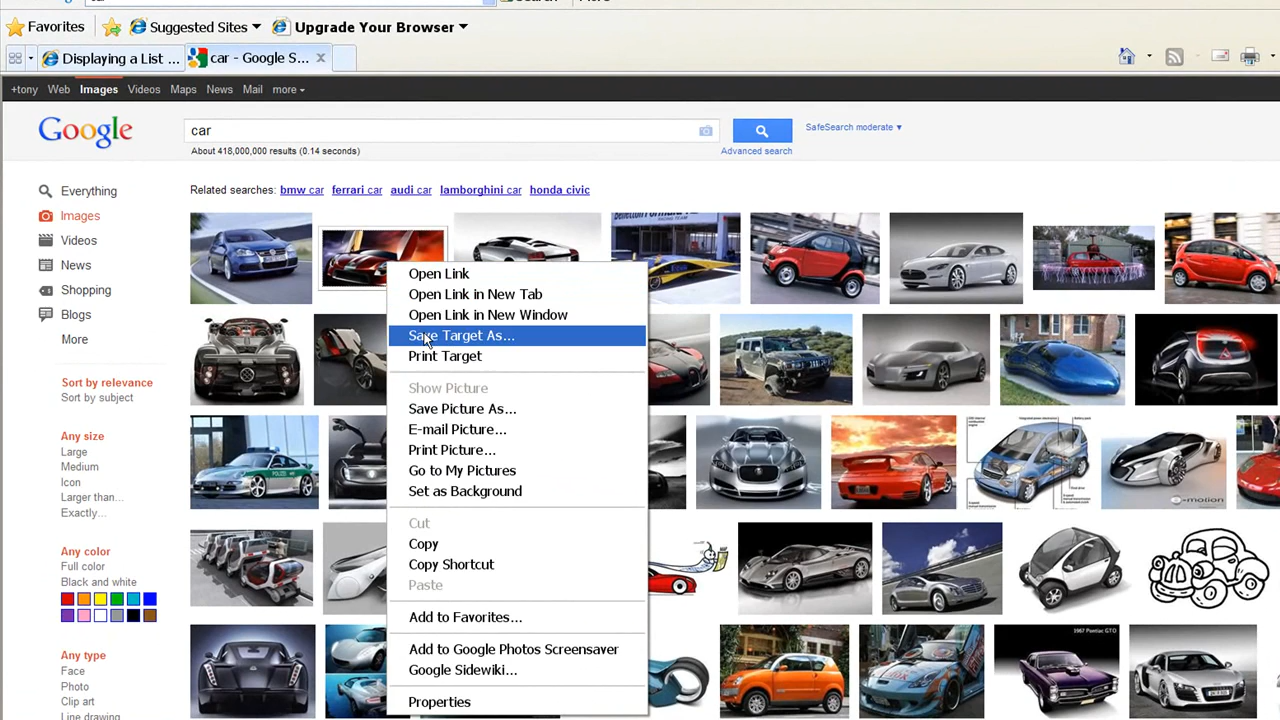 Favorites Suggested Sites Upgrade Your Browser
Displaying a List ... car - Google S...
+tony Web Images Videos Maps News Mail more
Google car SafeSearch moderate
About 418,000,000 results (0.14 seconds) Advanced search
Everything
Images
Videos
News
Shopping
Blogs
More
Sort by relevance
Sort by subject
Any size
Large
Medium
Icon
Larger than...
Exactly...
Any color
Full color
Black and white
Any type
Face
Photo
Clip art
Line drawing
Related searches: bmw car ferrari car audi car lamborghini car honda civic
Open Link
Open Link in New Tab
Open Link in New Window
Save Target As...
Print Target
Show Picture
Save Picture As...
E-mail Picture...
Print Picture...
Go to My Pictures
Set as Background
Cut
Copy
Copy Shortcut
Paste
Add to Favorites...
Add to Google Photos Screensaver
Google Sidewiki...
Properties
POLIZEI
e-motion
1967 Pontiac GTO